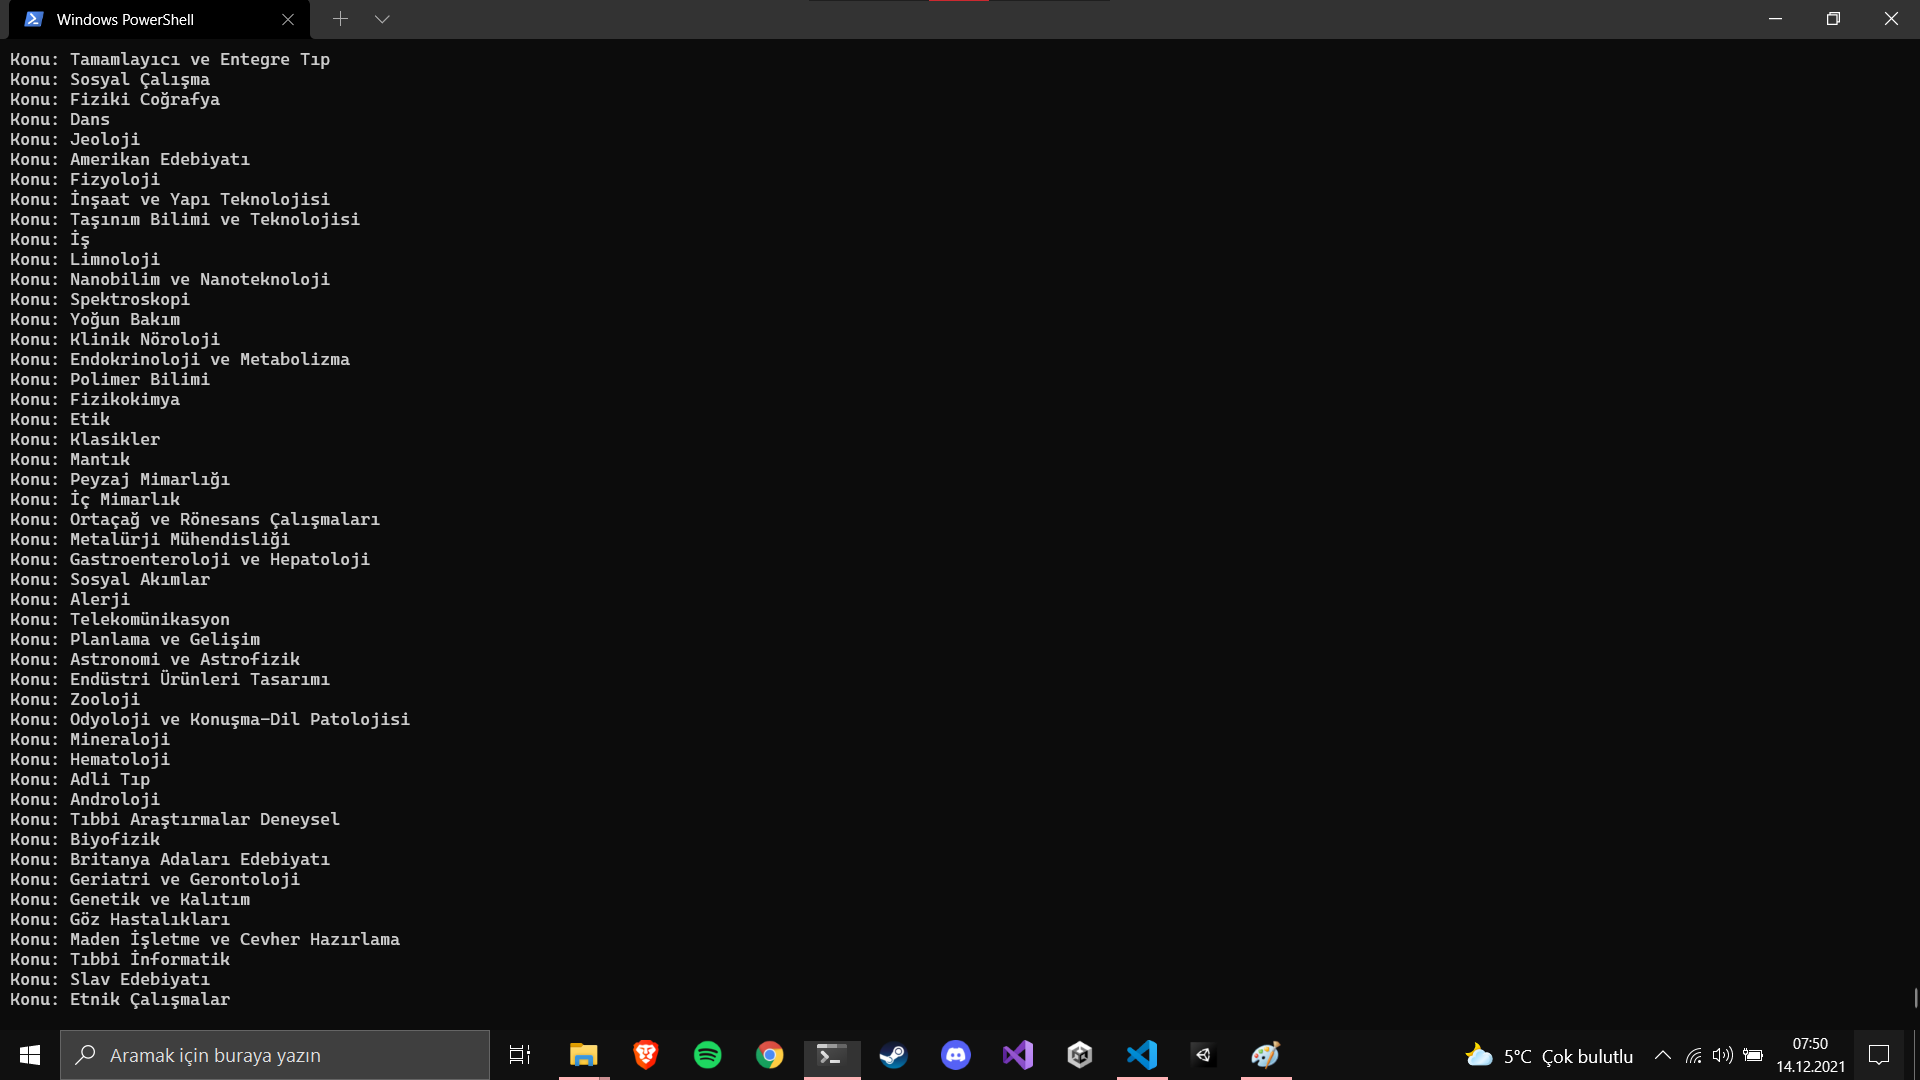 Windows PowerShell
Konu: Tamamlayıcı ve Entegre Tıp
Konu: Sosyal Çalışma
Konu: Fiziki Coğrafya
Konu: Dans
Konu: Jeoloji
Konu: Amerikan Edebiyatı
Konu: Fizyoloji
Konu: İnşaat ve Yapı Teknolojisi
Konu: Taşınım Bilimi ve Teknolojisi
Konu: İş
Konu: Limnoloji
Konu: Nanobilim ve Nanoteknoloji
Konu: Spektroskopi
Konu: Yoğun Bakım
Konu: Klinik Nöroloji
Konu: Endokrinoloji ve Metabolizma
Konu: Polimer Bilimi
Konu: Fizikokimya
Konu: Etik
Konu: Klasikler
Konu: Mantık
Konu: Peyzaj Mimarlığı
Konu: İç Mimarlık
Konu: Ortaçağ ve Rönesans Çalışmaları
Konu: Metalürji Mühendisliği
Konu: Gastroenteroloji ve Hepatoloji
Konu: Sosyal Akımlar
Konu: Alerji
Konu: Telekomünikasyon
Konu: Planlama ve Gelişim
Konu: Astronomi ve Astrofizik
Konu: Endüstri Ürünleri Tasarımı
Konu: Zooloji
Konu: Odyoloji ve Konuşma-Dil Patolojisi
Konu: Mineraloji
Konu: Hematoloji
Konu: Adli Tıp
Konu: Androloji
Konu: Tıbbi Araştırmalar Deneysel
Konu: Biyofizik
Konu: Britanya Adaları Edebiyatı
Konu: Geriatri ve Gerontoloji
Konu: Genetik ve Kalıtım
Konu: Göz Hastalıkları
Konu: Maden İşletme ve Cevher Hazırlama
Konu: Tıbbi İnformatik
Konu: Slav Edebiyatı
Konu: Etnik Çalışmalar
Aramak için buraya yazın
5°C Çok bulutlu
07:50
14.12.2021